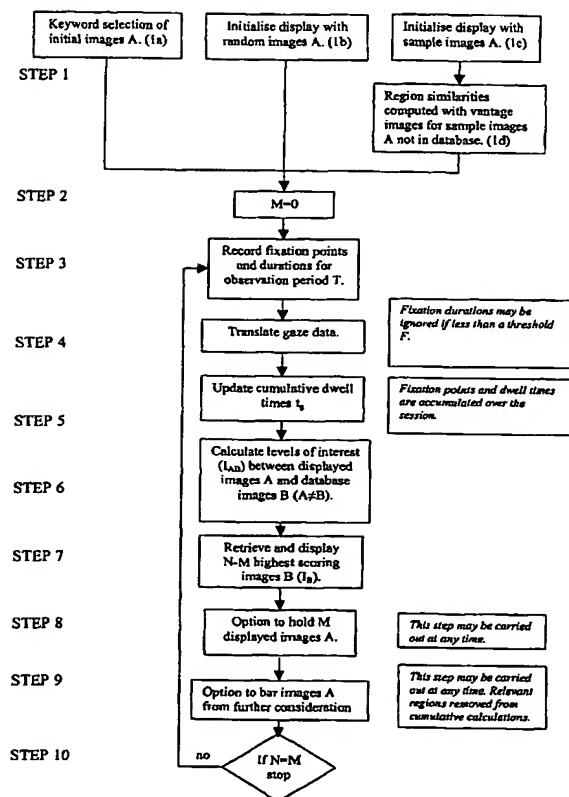 Keyword selection of
initial images A. (1a)
Initialise display with
random images A. (1b)
Initialise display with
sample images A. (1c)
STEP 1
Region similarities
computed with vantage
images for sample images
A not in database. (1d)
STEP 2
M=0
STEP 3
Record fixation points
and durations for
observation period T.
STEP 4
Translate gaze data.
Fixation durations may be
ignored if less than a threshold
F.
STEP 5
Update cumulative dwell
times tₛ
Fixation points and dwell times
are accumulated over the
session.
STEP 6
Calculate levels of interest
(I_AB) between displayed
images A and database
images B (A≠B).
STEP 7
Retrieve and display
N-M highest scoring
images B (I_B).
STEP 8
Option to hold M
displayed images A.
This step may be carried
out at any time.
STEP 9
Option to bar images A
from further consideration
This step may be carried
out at any time. Relevant
regions removed from
cumulative calculations.
STEP 10
no
If N=M
stop